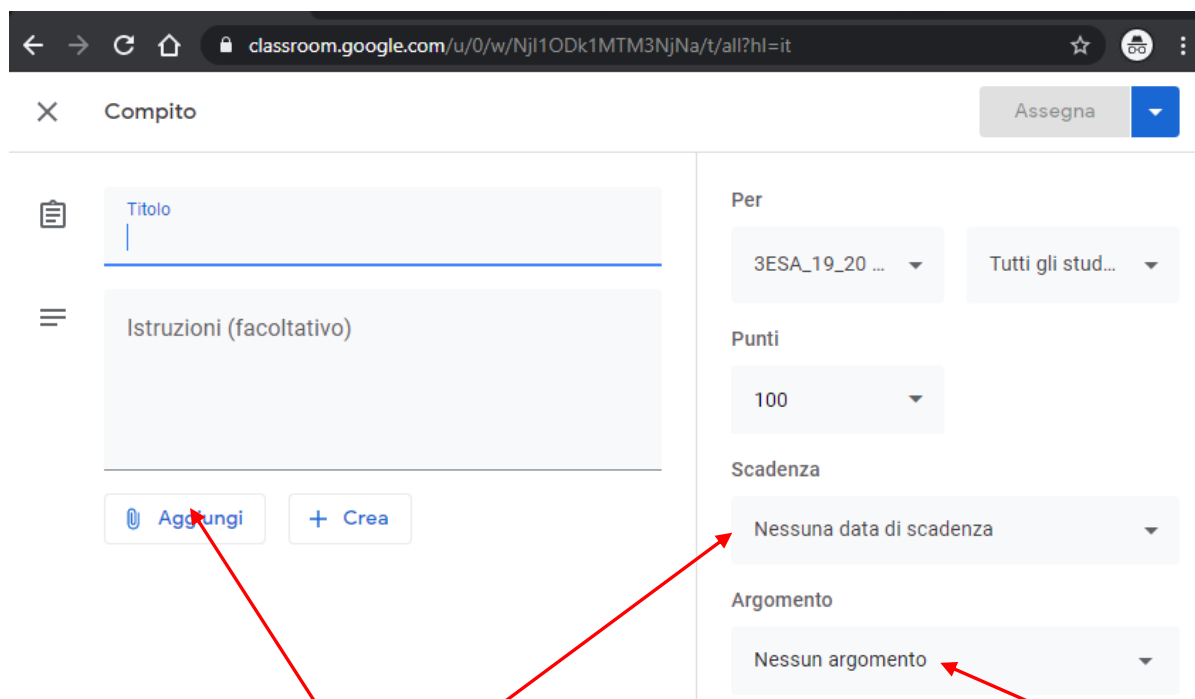 classroom.google.com/u/0/w/NjI1ODk1MTM3NjNa/t/all?hl=it
Compito
Assegna
Titolo
Istruzioni (facoltativo)
Aggiungi
+ Crea
Per
3ESA_19_20 ...
Tutti gli stud...
Punti
100
Scadenza
Nessuna data di scadenza
Argomento
Nessun argomento